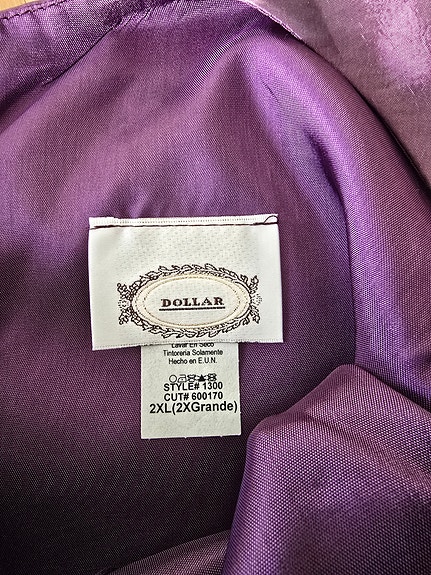 DOLLAR
Lavar En Seco
Tintoreria Solamente
Hecho en E.U.N.
STYLE# 1300
CUT# 600170
2XL(2XGrande)